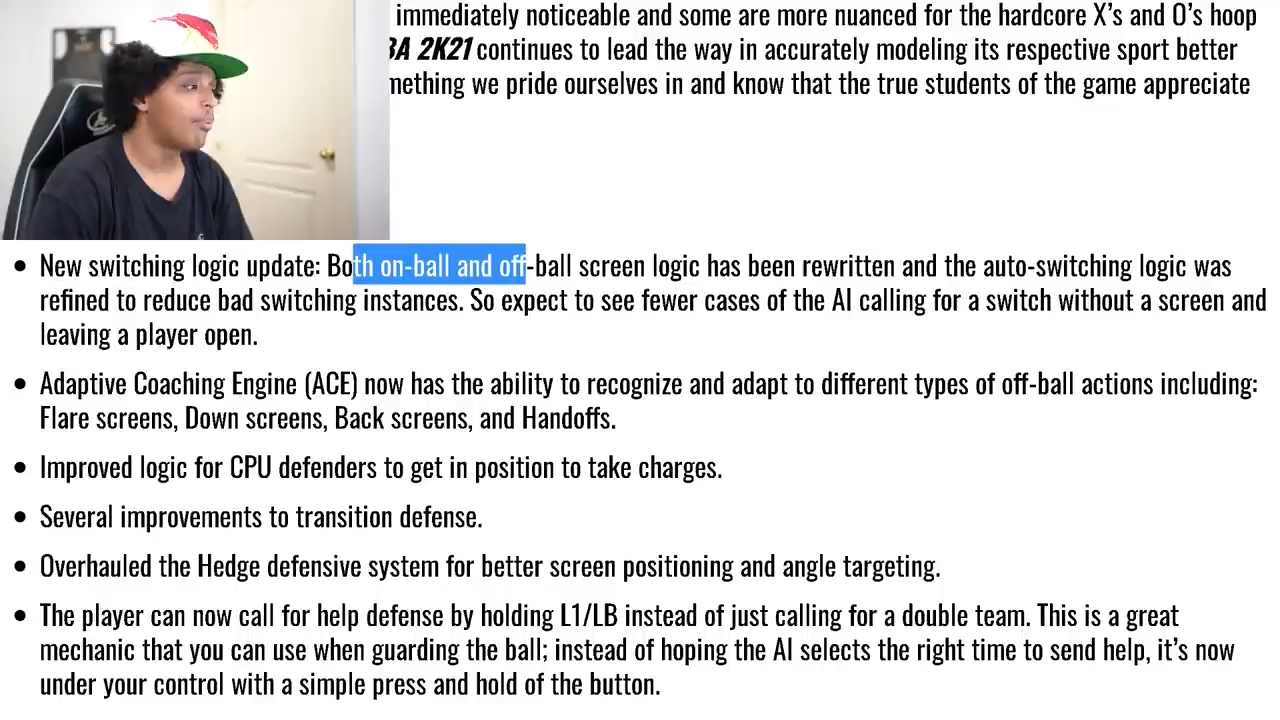 immediately noticeable and some are more nuanced for the hardcore X's and O's hoop
2K21 continues to lead the way in accurately modeling its respective sport better
we pride ourselves in and know that the true students of the game appreciate
• New switching logic update: Both on-ball and off-ball screen logic has been rewritten and the auto-switching logic was
refined to reduce bad switching instances. So expect to see fewer cases of the AI calling for a switch without a screen and
leaving a player open.
• Adaptive Coaching Engine (ACE) now has the ability to recognize and adapt to different types of off-ball actions including:
Flare screens, Down screens, Back screens, and Handoffs.
• Improved logic for CPU defenders to get in position to take charges.
• Several improvements to transition defense.
• Overhauled the Hedge defensive system for better screen positioning and angle targeting.
• The player can now call for help defense by holding L1/LB instead of just calling for a double team. This is a great
mechanic that you can use when guarding the ball; instead of hoping the AI selects the right time to send help, it's now
under your control with a simple press and hold of the button.